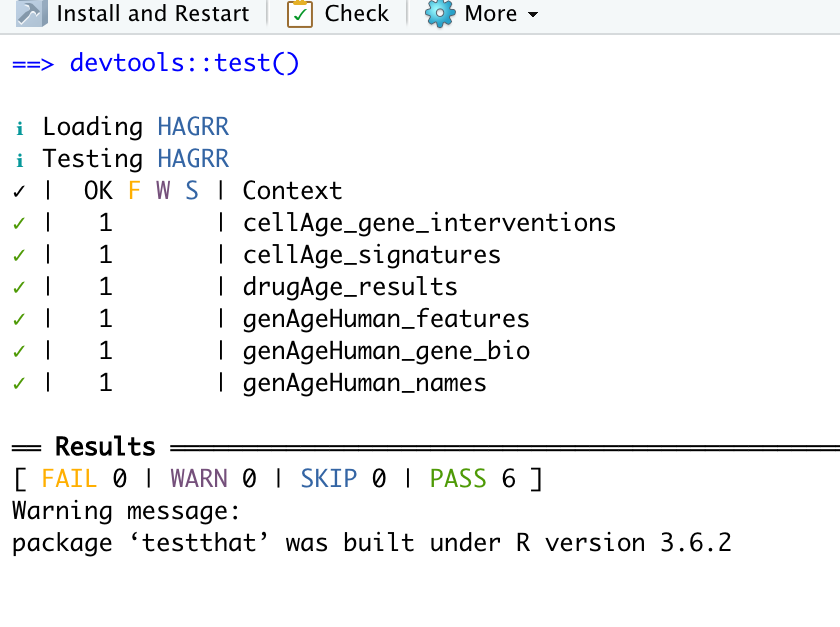 Install and Restart Check More
==> devtools::test()
ℹ Loading HAGRR
ℹ Testing HAGRR
✓ | OK F W S | Context
✓ | 1 | cellAge_gene_interventions
✓ | 1 | cellAge_signatures
✓ | 1 | drugAge_results
✓ | 1 | genAgeHuman_features
✓ | 1 | genAgeHuman_gene_bio
✓ | 1 | genAgeHuman_names
══ Results ══════════════════════════════
[ FAIL 0 | WARN 0 | SKIP 0 | PASS 6 ]
Warning message:
package ‘testthat’ was built under R version 3.6.2